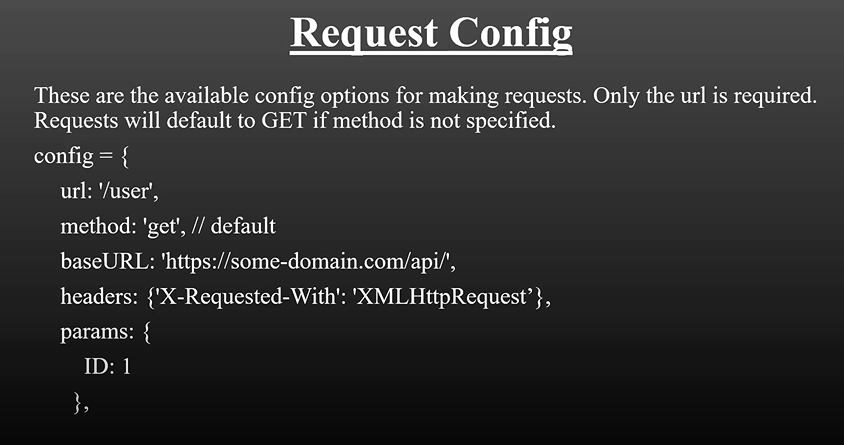 Request Config
These are the available config options for making requests. Only the url is required.
Requests will default to GET if method is not specified.
config = {
url: '/user',
method: 'get', // default
baseURL: 'https://some-domain.com/api/',
headers: {'X-Requested-With': 'XMLHttpRequest’},
params: {
ID: 1
},